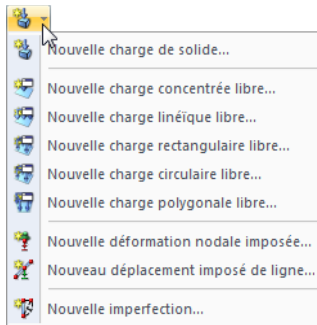 Nouvelle charge de solide...
Nouvelle charge concentrée libre...
Nouvelle charge linéïque libre...
Nouvelle charge rectangulaire libre...
Nouvelle charge circulaire libre...
Nouvelle charge polygonale libre...
Nouvelle déformation nodale imposée...
Nouveau déplacement imposé de ligne...
Nouvelle imperfection...